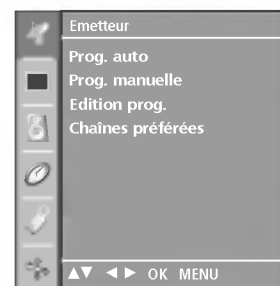 Emetteur
Prog. auto
Prog. manuelle
Edition prog.
Chaînes préférées
▲▼ ◄ ► OK MENU